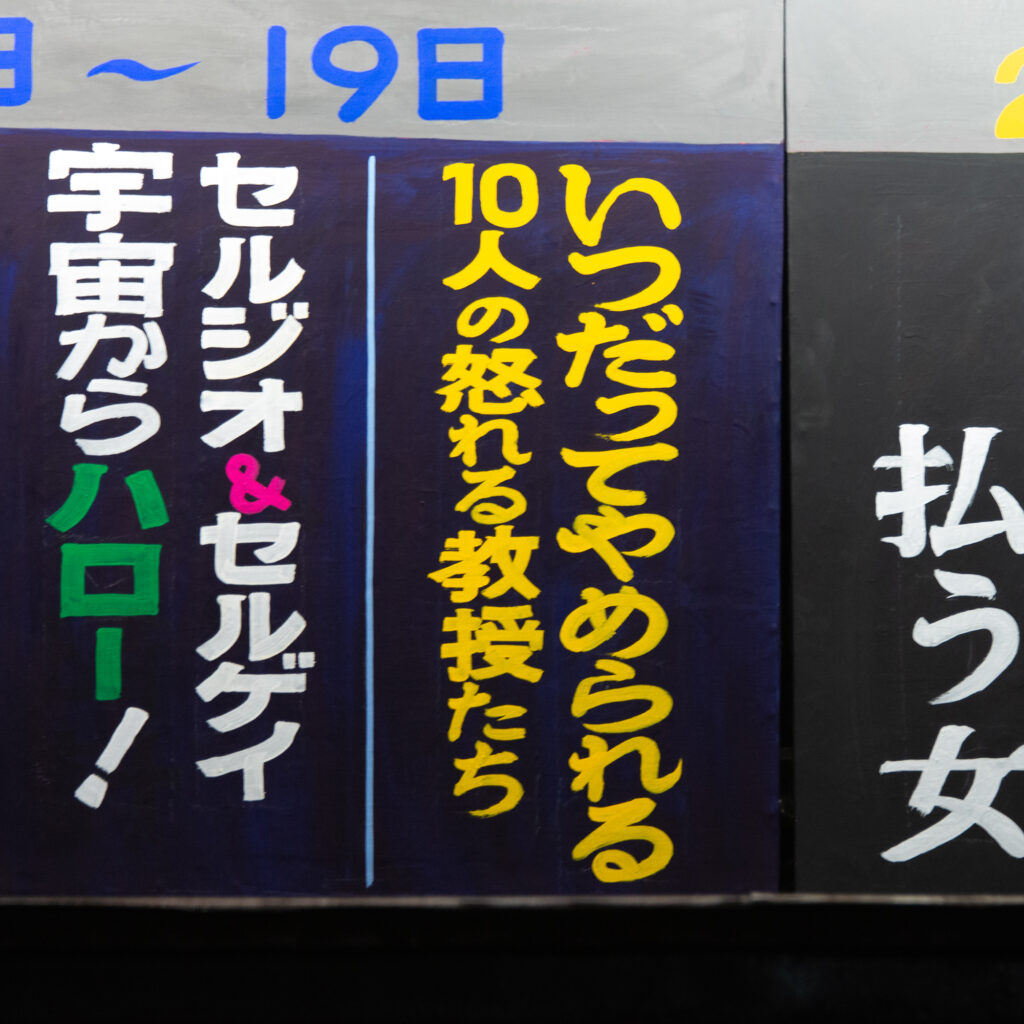 日〜19日
いつだってやめられる
10人の怒れる教授たち
セルジオ&セルゲイ
宇宙からハロー！
払う女